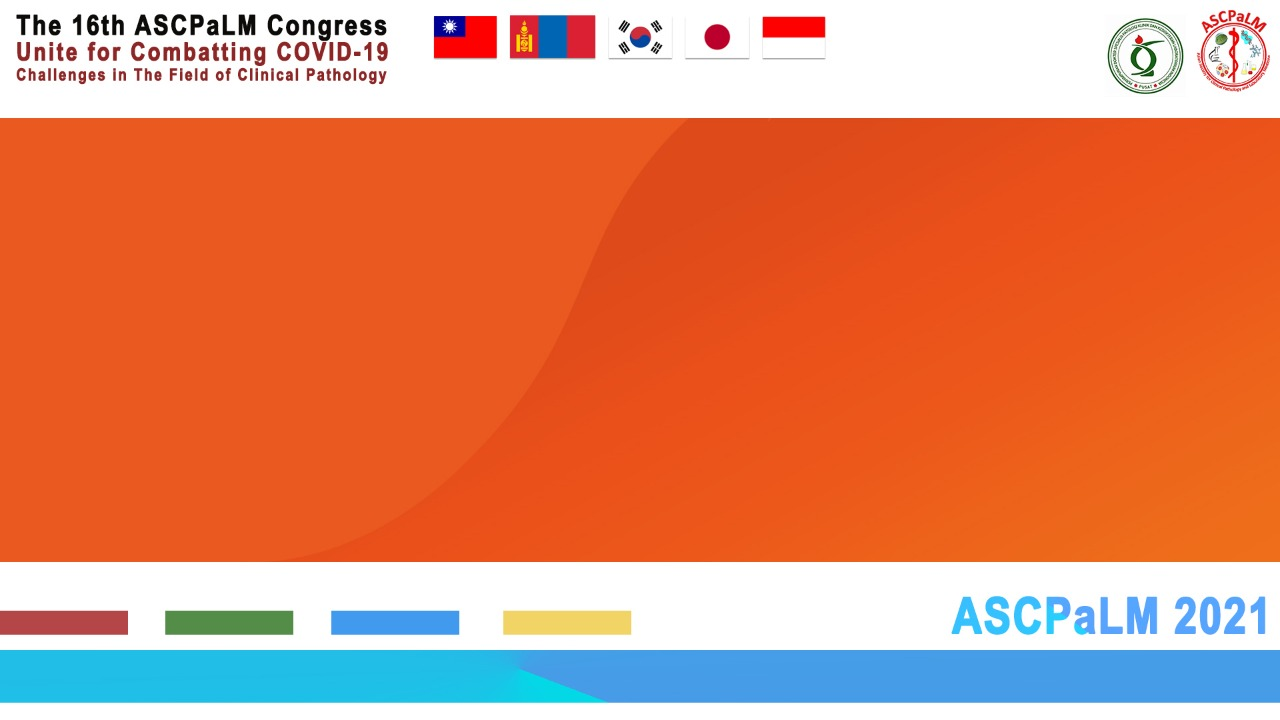 The 16th ASCPaLM Congress
Unite for Combatting COVID-19
Challenges in The Field of Clinical Pathology
ASCPaLM
PUSAT
ASCPaLM 2021